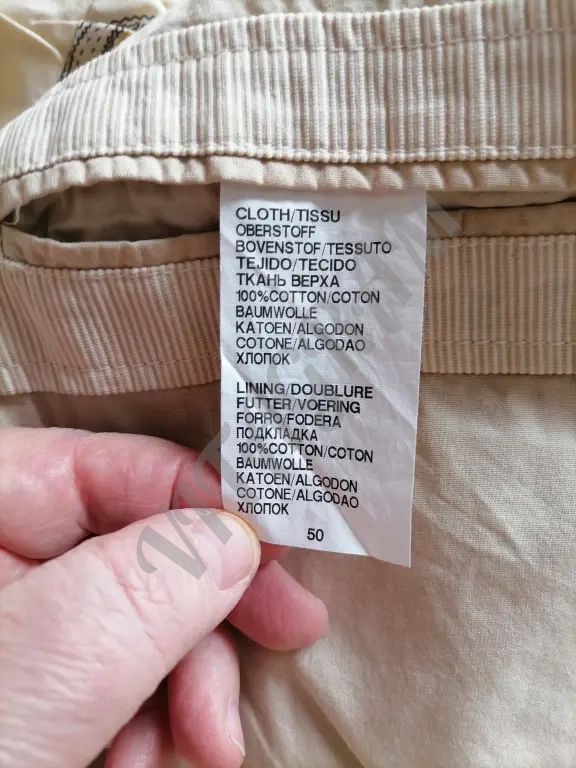 CLOTH/TISSU
OBERSTOFF
BOVENSTOF/TESSUTO
TEJIDO/TECIDO
ТКАНЬ ВЕРХА
100%COTTON/COTON
BAUMWOLLE
KATOEN/ALGODON
COTONE/ALGODAO
ХЛОПОК
LINING/DOUBLURE
FUTTER/VOERING
FORRO/FODERA
ПОДКЛАДКА
100%COTTON/COTON
BAUMWOLLE
KATOEN/ALGODON
COTONE/ALGODAO
ХЛОПОК
50